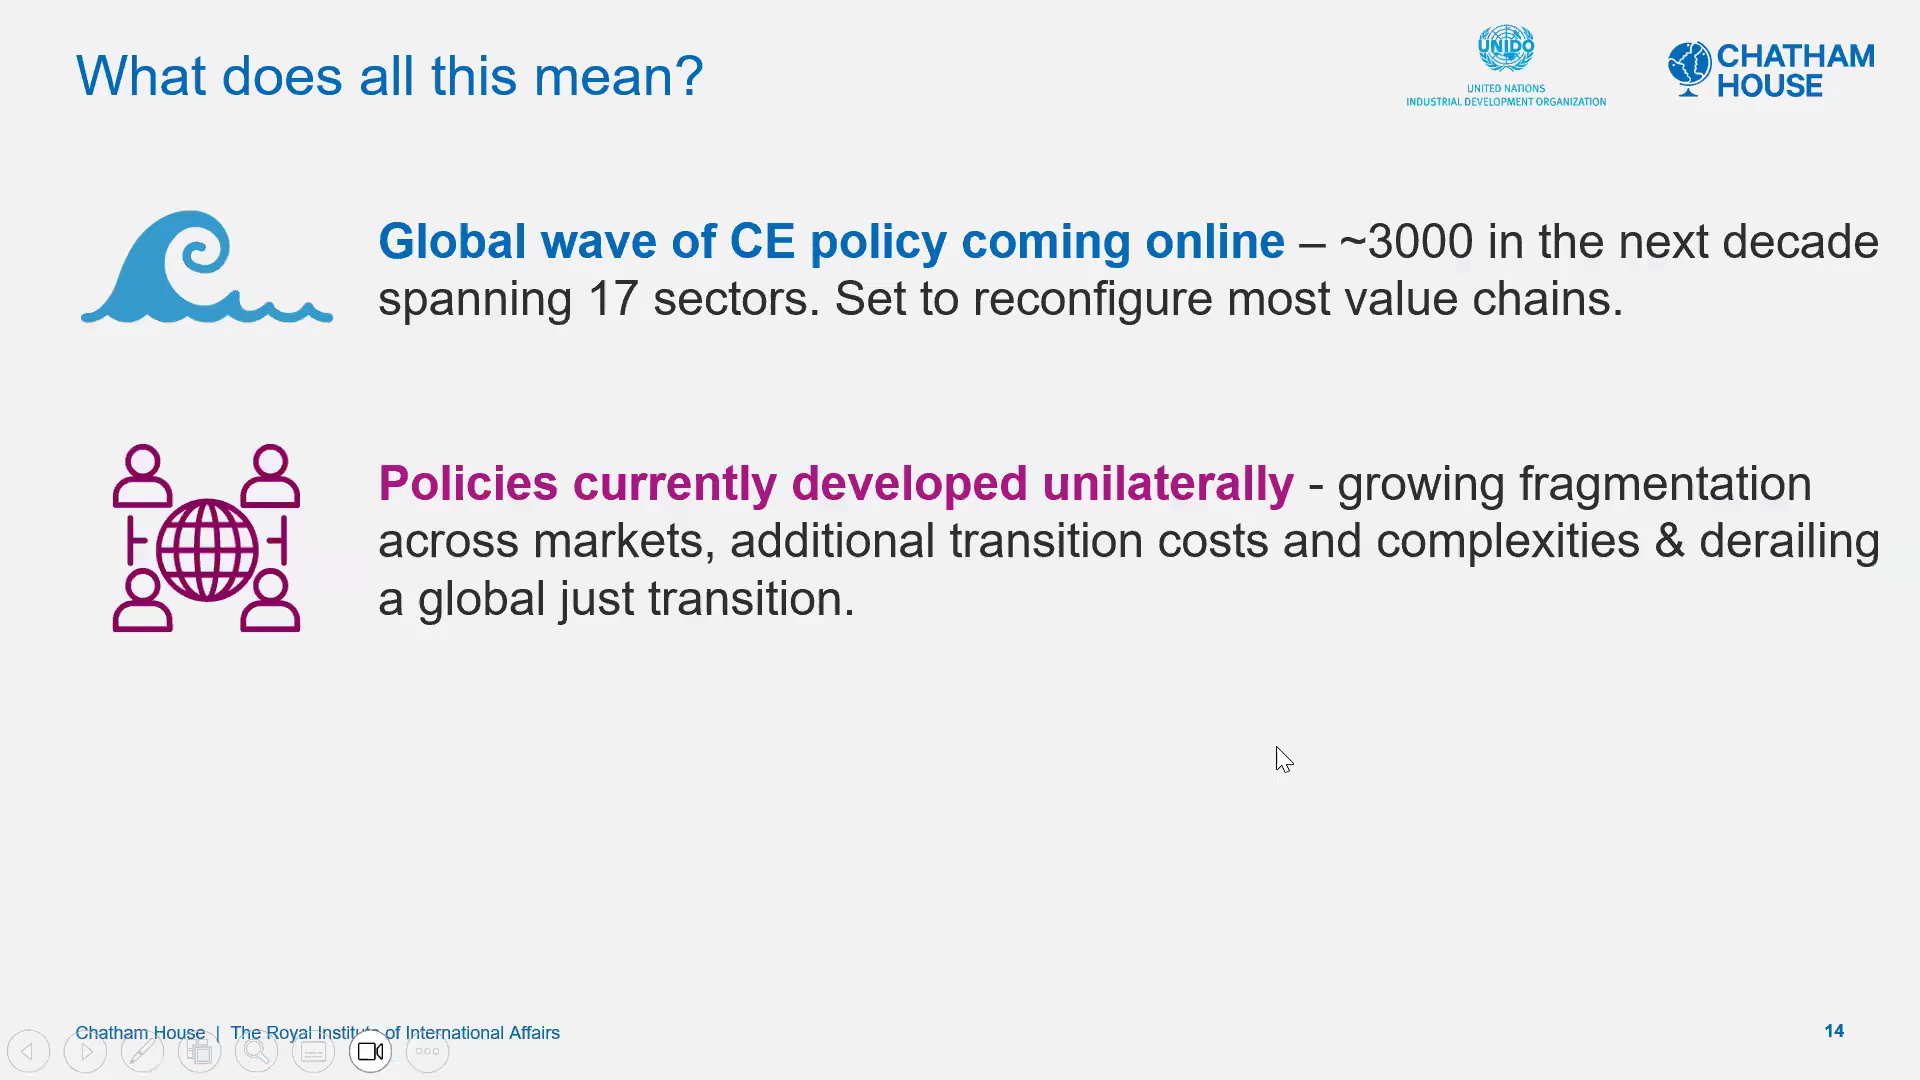 What does all this mean?
UNIDO
UNITED NATIONS
INDUSTRIAL DEVELOPMENT ORGANIZATION
CHATHAM
HOUSE
Global wave of CE policy coming online – ~3000 in the next decade
spanning 17 sectors. Set to reconfigure most value chains.
Policies currently developed unilaterally - growing fragmentation
across markets, additional transition costs and complexities & derailing
a global just transition.
Chatham House | The Royal Institute of International Affairs
14